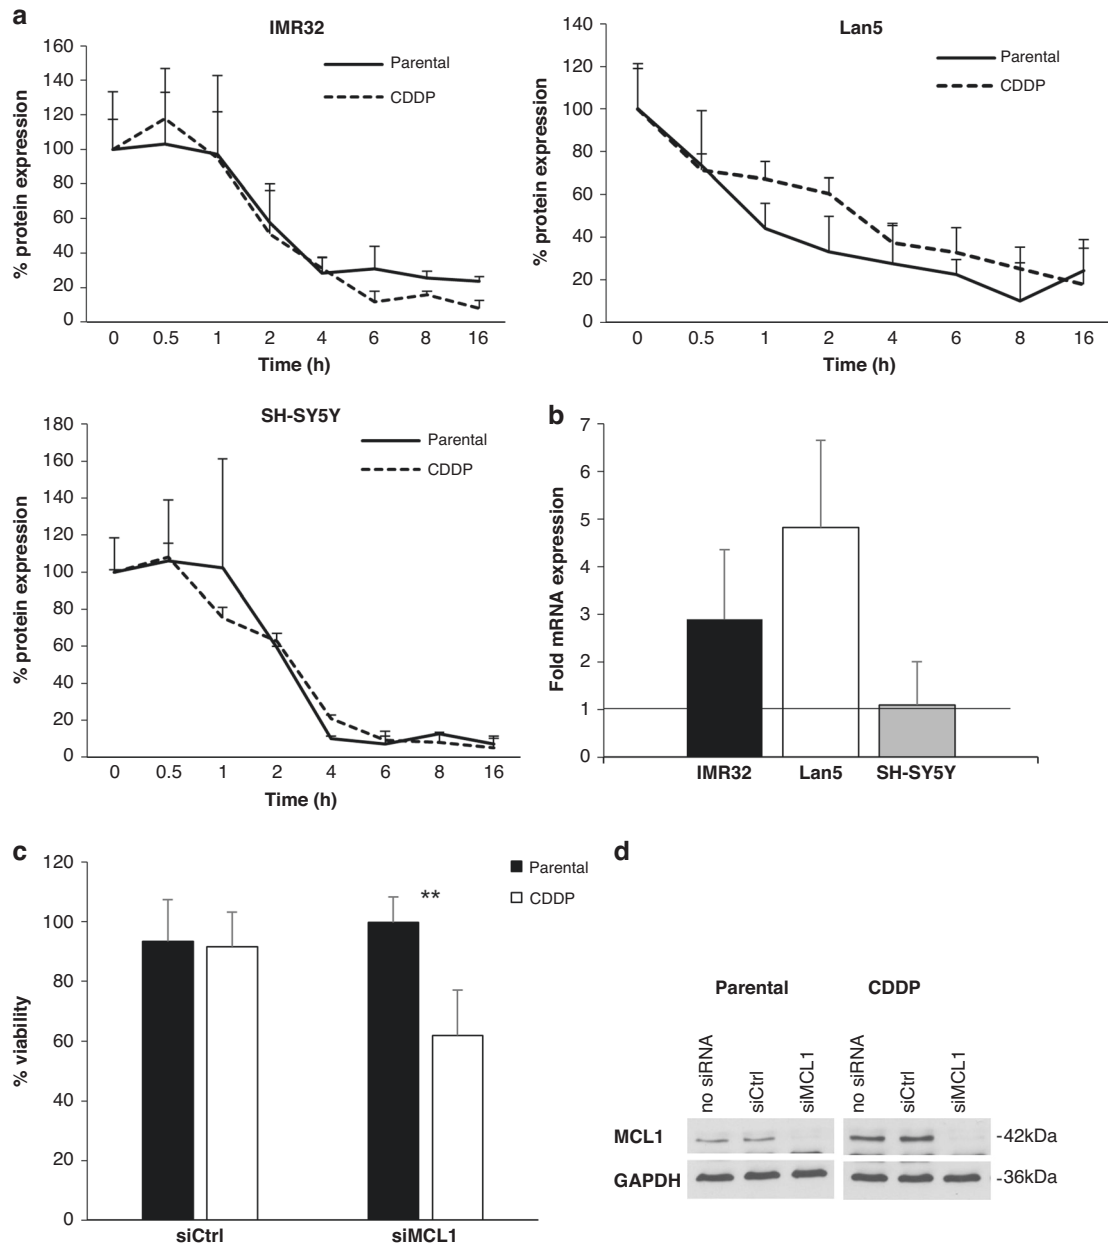 a
IMR32
Parental
CDDP
% protein expression
160
140
120
100
80
60
40
20
0
0 0.5 1 2 4 6 8 16
Time (h)
Lan5
Parental
CDDP
% protein expression
140
120
100
80
60
40
20
0
0 0.5 1 2 4 6 8 16
Time (h)
SH-SY5Y
Parental
CDDP
% protein expression
180
160
140
120
100
80
60
40
20
0
0 0.5 1 2 4 6 8 16
Time (h)
b
Fold mRNA expression
7
6
5
4
3
2
1
0
IMR32 Lan5 SH-SY5Y
c
Parental
CDDP
% viability
120
100
80
60
40
20
0
**
siCtrl siMCL1
d
Parental CDDP
no siRNA siCtrl siMCL1 no siRNA siCtrl siMCL1
MCL1 -42kDa
GAPDH -36kDa